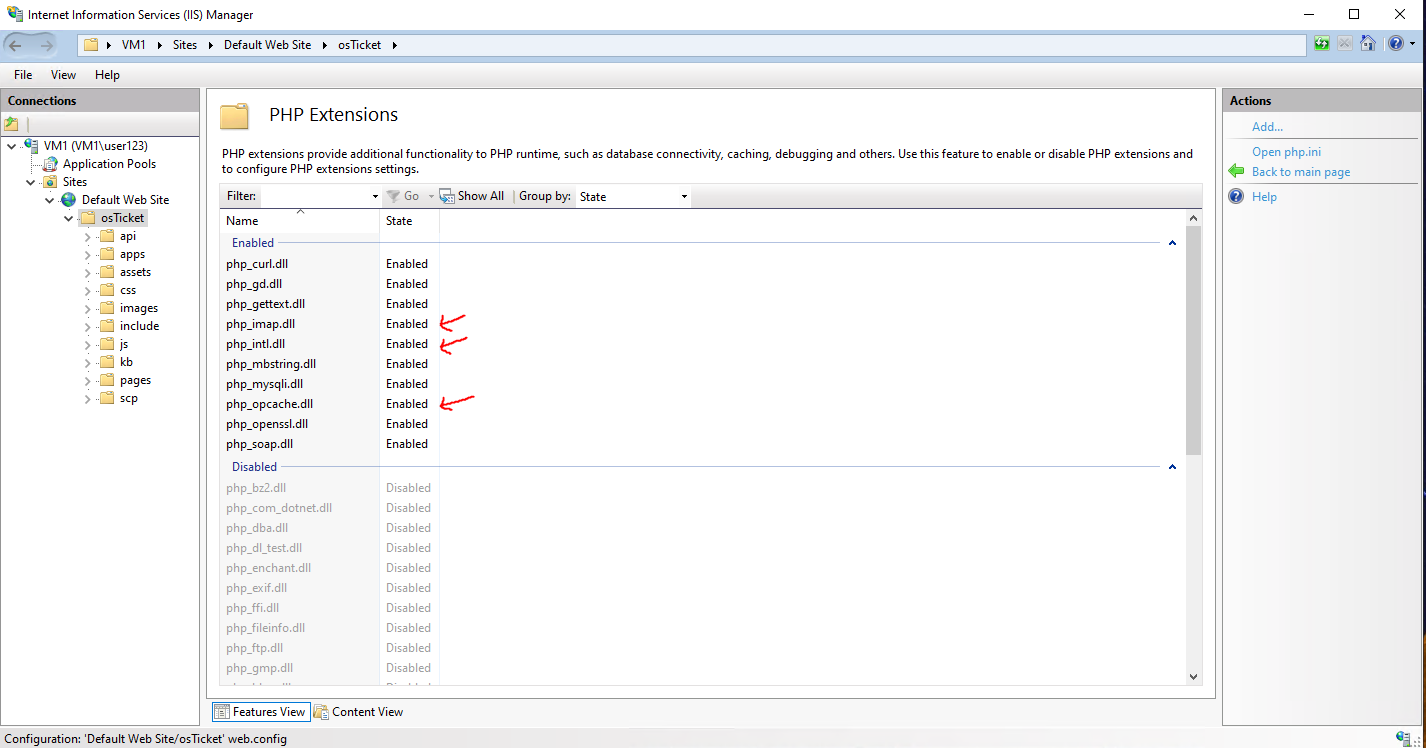 Internet Information Services (IIS) Manager
VM1 Sites Default Web Site osTicket
File View Help
Connections
VM1 (VM1\user123)
Application Pools
Sites
Default Web Site
osTicket
api
apps
assets
css
images
include
js
kb
pages
scp
PHP Extensions
PHP extensions provide additional functionality to PHP runtime, such as database connectivity, caching, debugging and others. Use this feature to enable or disable PHP extensions and
to configure PHP extensions settings.
Filter: Go Show All Group by: State
Name State
Enabled
php_curl.dll Enabled
php_gd.dll Enabled
php_gettext.dll Enabled
php_imap.dll Enabled
php_intl.dll Enabled
php_mbstring.dll Enabled
php_mysqli.dll Enabled
php_opcache.dll Enabled
php_openssl.dll Enabled
php_soap.dll Enabled
Disabled
php_bz2.dll Disabled
php_com_dotnet.dll Disabled
php_dba.dll Disabled
php_dl_test.dll Disabled
php_enchant.dll Disabled
php_exif.dll Disabled
php_ffi.dll Disabled
php_fileinfo.dll Disabled
php_ftp.dll Disabled
php_gmp.dll Disabled
Features View Content View
Actions
Add...
Open php.ini
Back to main page
Help
Configuration: 'Default Web Site/osTicket' web.config